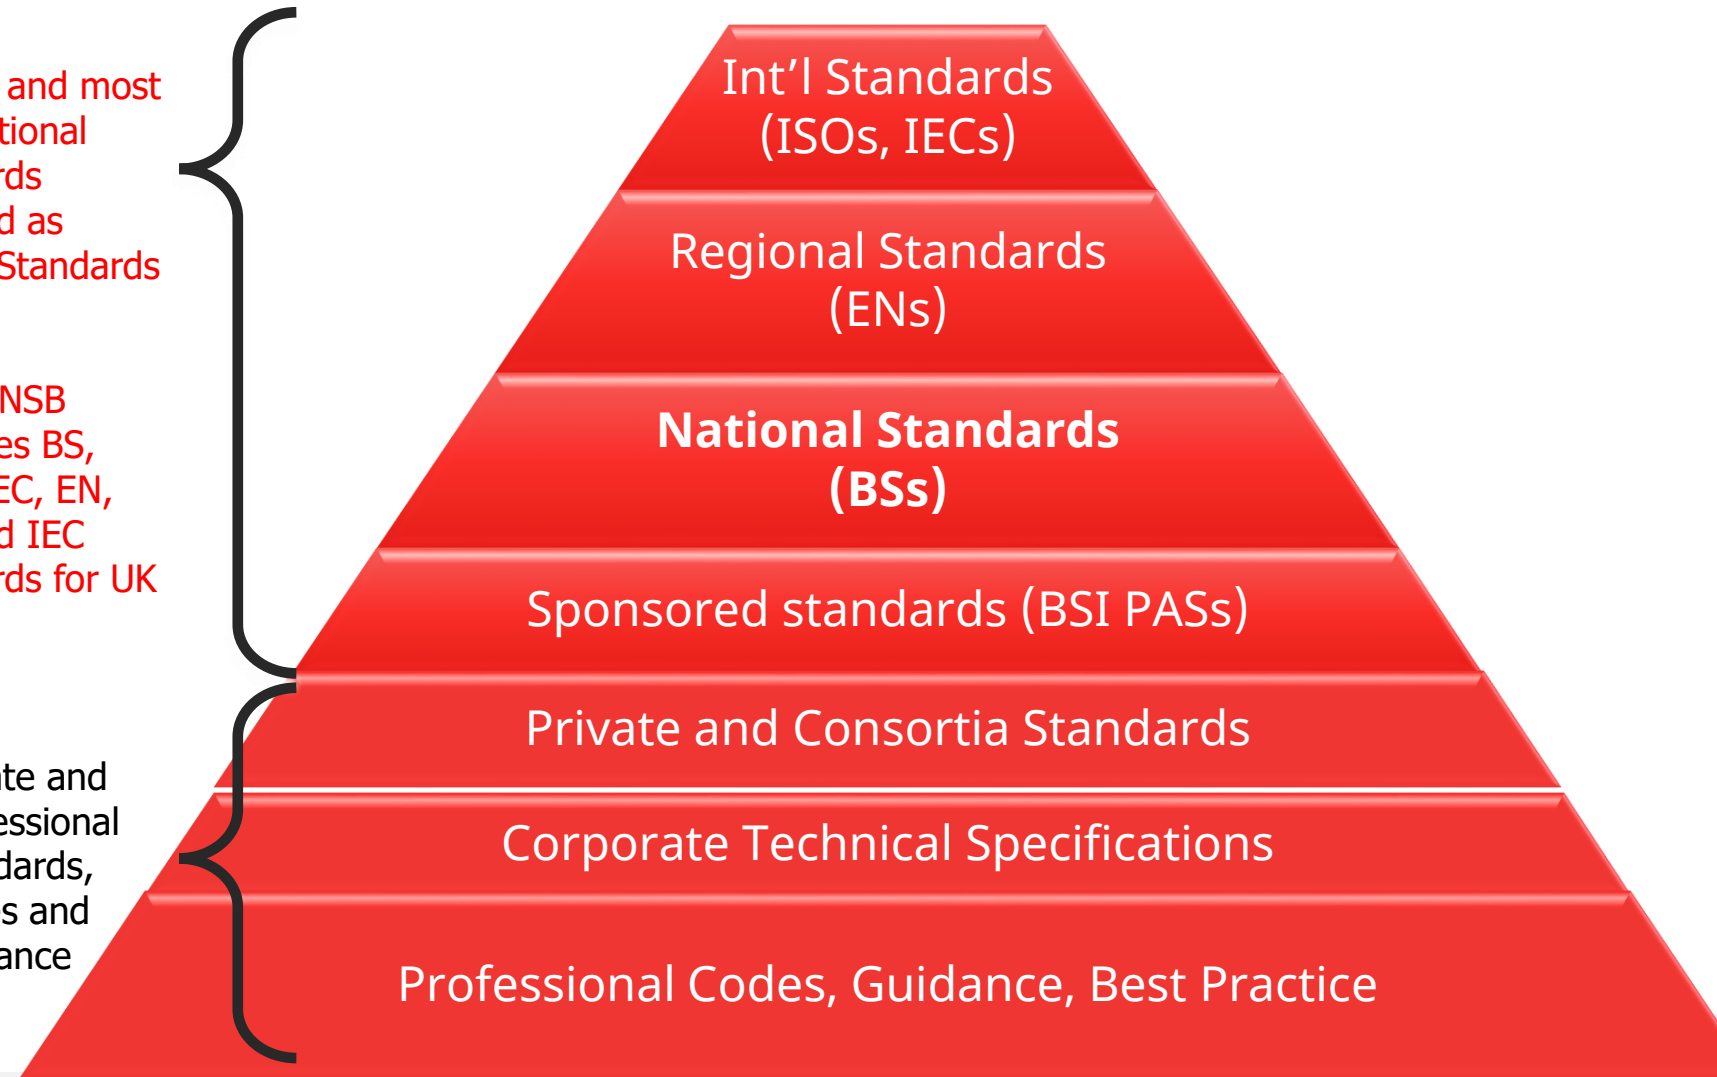 and most
tional
rds
d as
Standards
NSB
es BS,
EC, EN,
d IEC
rds for UK
te and
essional
dards,
s and
ance
Int’l Standards
(ISOs, IECs)
Regional Standards
(ENs)
National Standards
(BSs)
Sponsored standards (BSI PASs)
Private and Consortia Standards
Corporate Technical Specifications
Professional Codes, Guidance, Best Practice